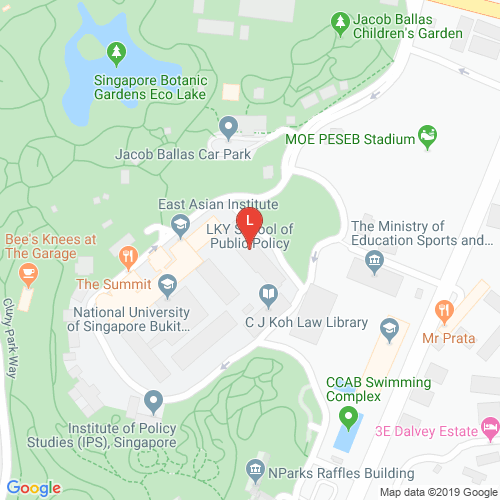 Jacob Ballas
Children's Garden
Singapore Botanic
Gardens Eco Lake
MOE PESEB Stadium
Jacob Ballas Car Park
East Asian Institute
L
LKY School of
Public Policy
Bee's Knees at
The Garage
The Summit
The Ministry of
Education Sports and...
National University
of Singapore Bukit...
C J Koh Law Library
Mr Prata
Cluny Park Way
CCAB Swimming
Complex
Institute of Policy
Studies (IPS), Singapore
3E Dalvey Estate
NParks Raffles Building
Google
Map data ©2019 Google